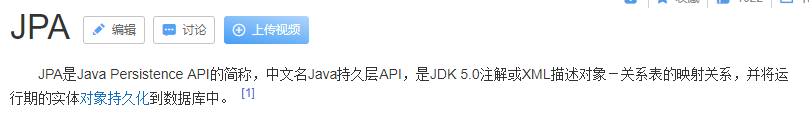 JPA 编辑 讨论 上传视频
JPA是Java Persistence API的简称，中文名Java持久层API，是JDK 5.0注解或XML描述对象－关系表的映射关系，并将运
行期的实体对象持久化到数据库中。 [1]